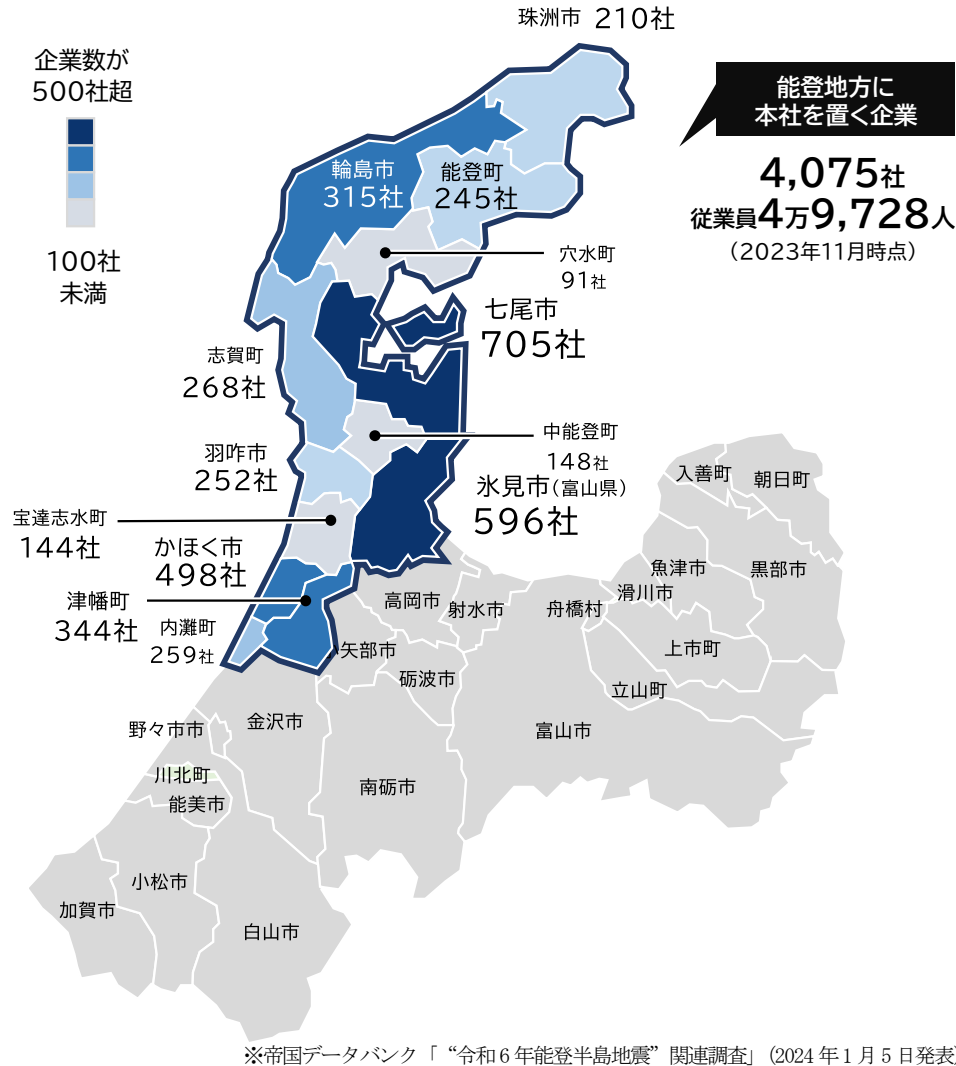 珠洲市 210社
企業数が
500社超
100社
未満
能登地方に
本社を置く企業
4,075社
従業員4万9,728人
（2023年11月時点）
輪島市
315社
能登町
245社
穴水町
91社
七尾市
705社
志賀町
268社
中能登町
148社
羽咋市
252社
氷見市（富山県）
596社
宝達志水町
144社
かほく市
498社
津幡町
344社
内灘町
259社
入善町
朝日町
魚津市
黒部市
滑川市
高岡市
射水市
舟橋村
上市町
矢部市
砺波市
立山町
野々市市
金沢市
富山市
川北町
能美市
南砺市
小松市
加賀市
白山市
※帝国データバンク「“令和6年能登半島地震”関連調査」（2024年1月5日発表）